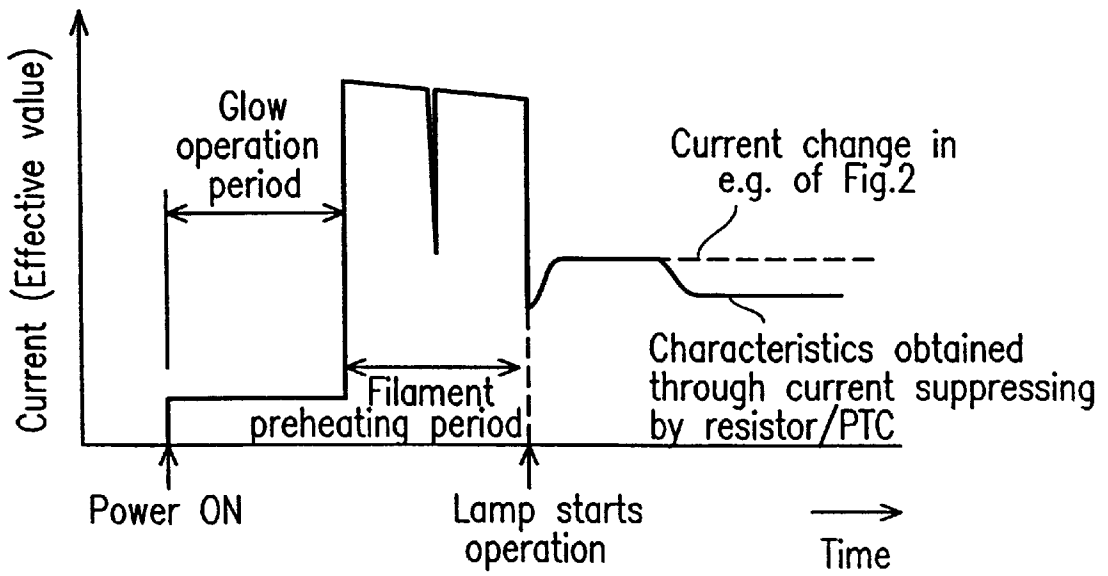 Current (Effective value)
Glow
operation
period
Current change in
e.g. of Fig.2
Filament
preheating period
Characteristics obtained
through current suppressing
by resistor/PTC
Power ON
Lamp starts
operation
Time